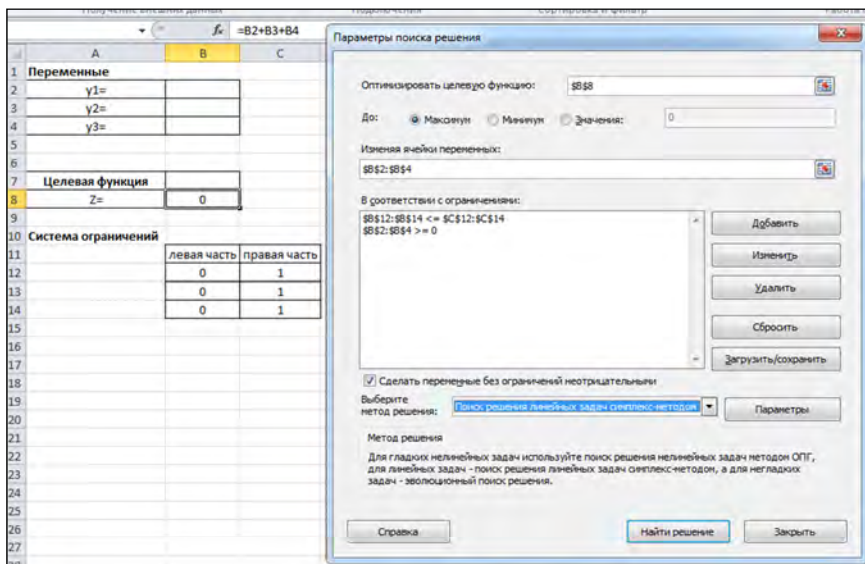 Получение внешних данных
Подключения
Сортировка и фильтр
fx =B2+B3+B4
A B C
1 Переменные
2 y1=
3 y2=
4 y3=
5
6
7 Целевая функция
8 Z= 0
9
10 Система ограничений
11 левая часть правая часть
12 0 1
13 0 1
14 0 1
15
16
17
18
19
20
21
22
23
24
25
26
27
Параметры поиска решения
Оптимизировать целевую функцию: $B$8
До: Максимум Минимум Значения: 0
Изменяя ячейки переменных:
$B$2:$B$4
В соответствии с ограничениями:
$B$12:$B$14 <= $C$12:$C$14
$B$2:$B$4 >= 0
Добавить
Изменить
Удалить
Сбросить
Загрузить/сохранить
Сделать переменные без ограничений неотрицательными
Выберите
метод решения: Поиск решения линейных задач симплекс-методом Параметры
Метод решения
Для гладких нелинейных задач используйте поиск решения нелинейных задач методом ОПГ,
для линейных задач - поиск решения линейных задач симплекс-методом, а для негладких
задач - эволюционный поиск решения.
Справка Найти решение Закрыть